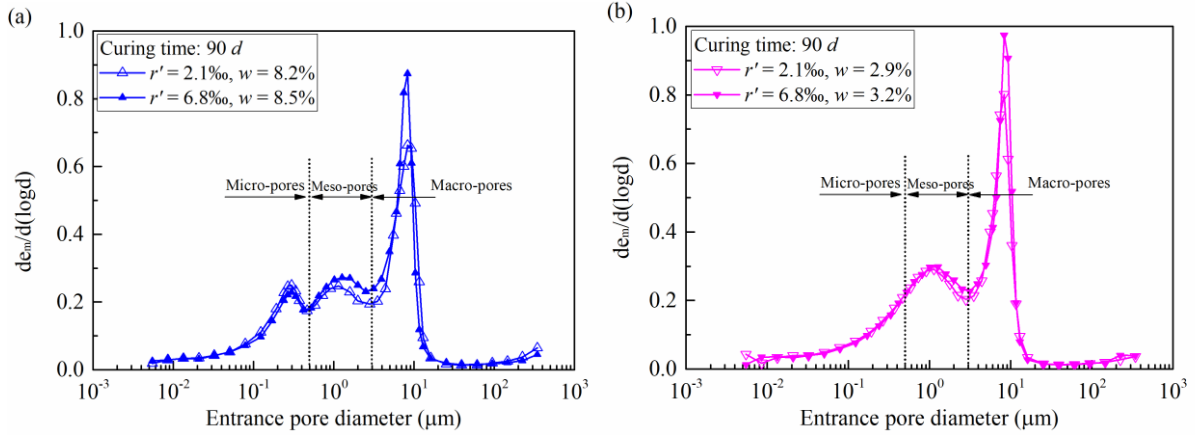 (a)
1.0
0.8
0.6
0.4
0.2
0.0
de_m/d(logd)
Curing time: 90 d
r′ = 2.1‰, w = 8.2%
r′ = 6.8‰, w = 8.5%
Micro-pores
Meso-pores
Macro-pores
10⁻³ 10⁻² 10⁻¹ 10⁰ 10¹ 10² 10³
Entrance pore diameter (μm)
(b)
1.0
0.8
0.6
0.4
0.2
0.0
de_m/d(logd)
Curing time: 90 d
r′ = 2.1‰, w = 2.9%
r′ = 6.8‰, w = 3.2%
Micro-pores
Meso-pores
Macro-pores
10⁻³ 10⁻² 10⁻¹ 10⁰ 10¹ 10² 10³
Entrance pore diameter (μm)